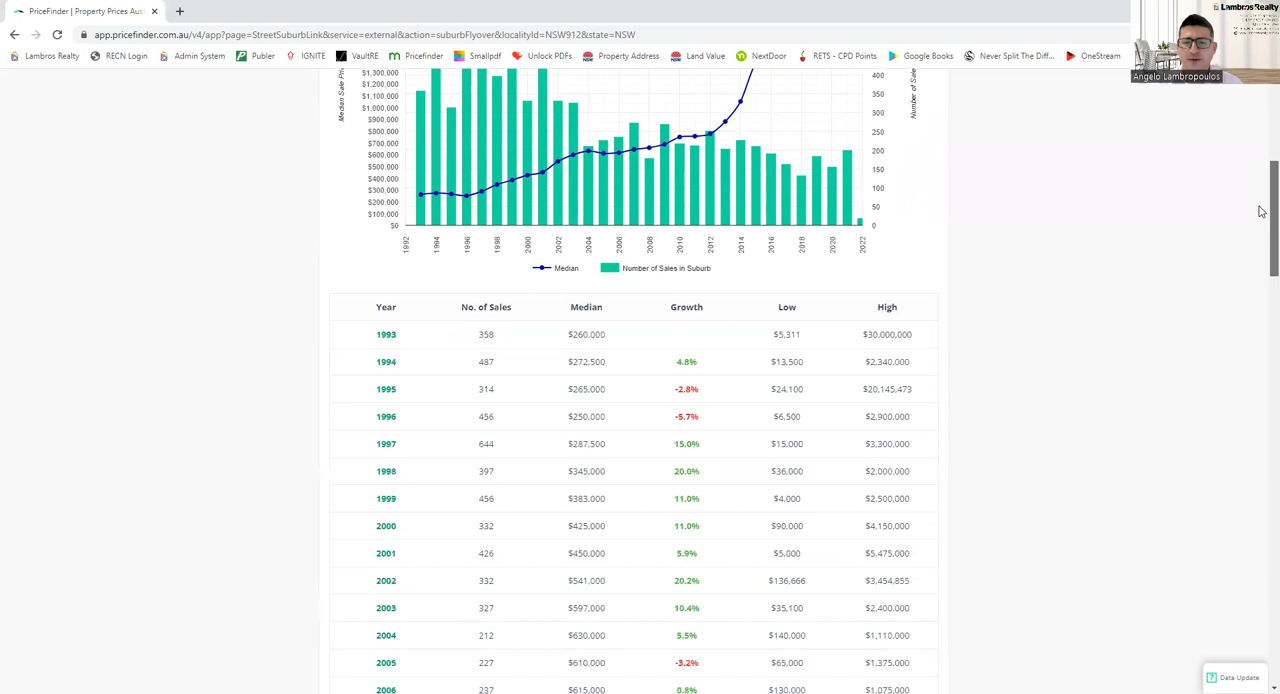 PriceFinder | Property Prices Aus
app.pricefinder.com.au/v4/app?page=StreetSuburbLink&service=external&action=suburbFlyover&localityId=NSW912&state=NSW
Lambros Realty RECN Login Admin System Publer IGNITE VaultRE Pricefinder Smallpdf Unlock PDFs Property Address Land Value NextDoor RETS - CPD Points Google Books Never Split The Diff... OneStream
Lambros Realty
Angelo Lambropoulos
Median Sale Pri
$1,300,000
$1,200,000
$1,100,000
$1,000,000
$900,000
$800,000
$700,000
$600,000
$500,000
$400,000
$300,000
$200,000
$100,000
$0
400
350
300
250
200
150
100
50
0
Number of Sale
1992 1994 1996 1998 2000 2002 2004 2006 2008 2010 2012 2014 2016 2018 2020 2022
Median Number of Sales in Suburb
Year No. of Sales Median Growth Low High
1993 358 $260,000 $5,311 $30,000,000
1994 487 $272,500 4.8% $13,500 $2,340,000
1995 314 $265,000 -2.8% $24,100 $20,145,473
1996 456 $250,000 -5.7% $6,500 $2,900,000
1997 644 $287,500 15.0% $15,000 $3,300,000
1998 397 $345,000 20.0% $36,000 $2,000,000
1999 456 $383,000 11.0% $4,000 $2,500,000
2000 332 $425,000 11.0% $90,000 $4,150,000
2001 426 $450,000 5.9% $5,000 $5,475,000
2002 332 $541,000 20.2% $136,666 $3,454,855
2003 327 $597,000 10.4% $35,100 $2,400,000
2004 212 $630,000 5.5% $140,000 $1,110,000
2005 227 $610,000 -3.2% $65,000 $1,375,000
2006 237 $615,000 0.8% $130,000 $1,075,000
Data Update